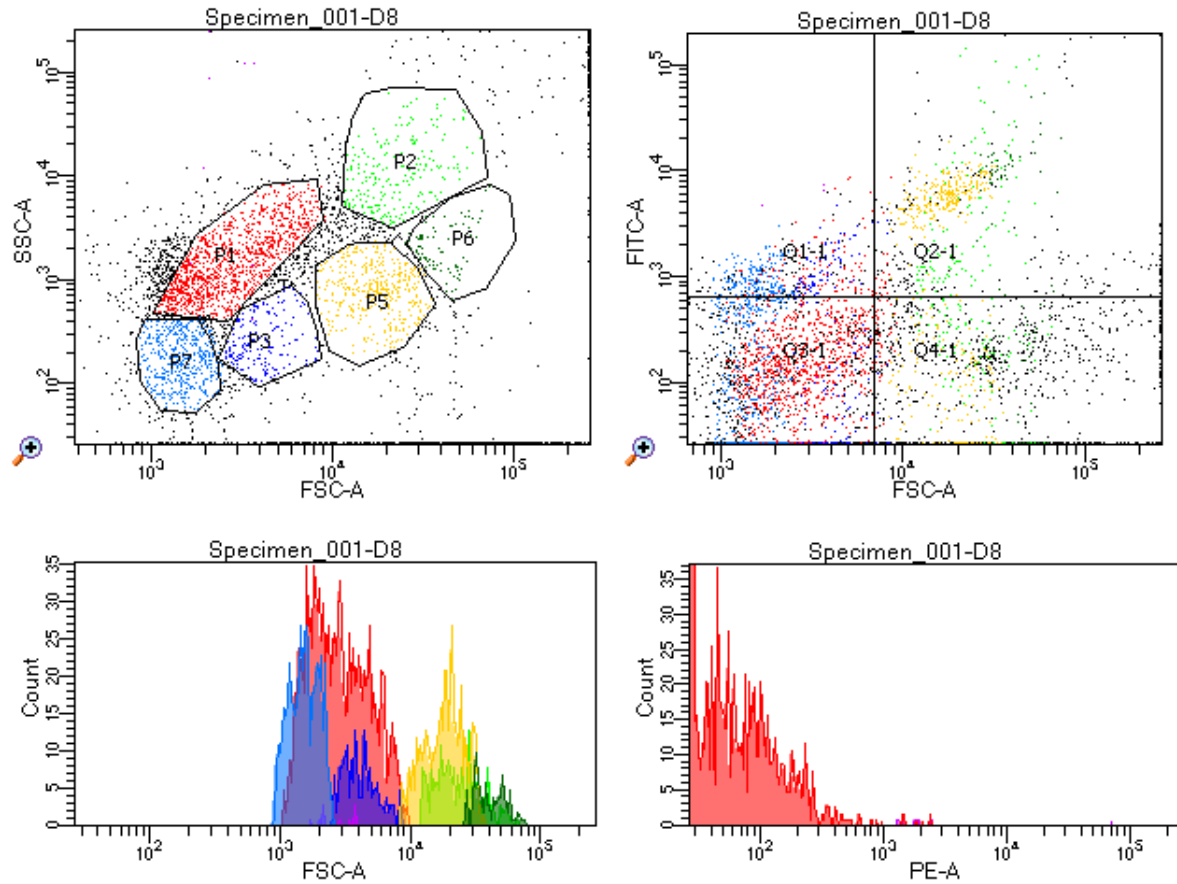 Specimen_001-D8
SSC-A
10^5
10^4
10^3
10^2
P1
P2
P3
P5
P6
P7
10^3
10^4
10^5
FSC-A
Specimen_001-D8
FITC-A
10^5
10^4
10^3
10^2
Q1-1
Q2-1
Q3-1
Q4-1
10^3
10^4
10^5
FSC-A
Specimen_001-D8
Count
35
30
25
20
15
10
5
0
10^2
10^3
10^4
10^5
FSC-A
Specimen_001-D8
Count
35
30
25
20
15
10
5
0
10^2
10^3
10^4
10^5
PE-A